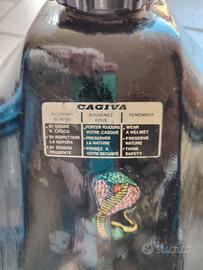 CAGIVA
RICORDATI SEMPRE
• DI USARE IL CASCO
• DI RISPETTARE LA NATURA
• DI ESSERE PRUDENTE
SOUVENEZ VOUS
• PORTER TOUJOURS VOTRE CASQUE
• PRESERVER LA NATURE
• PENSEZ A VOTRE SECURITE
REMEMBER
• WEAR A HELMET
• PRESERVE NATURE
• THINK SAFETY
subito